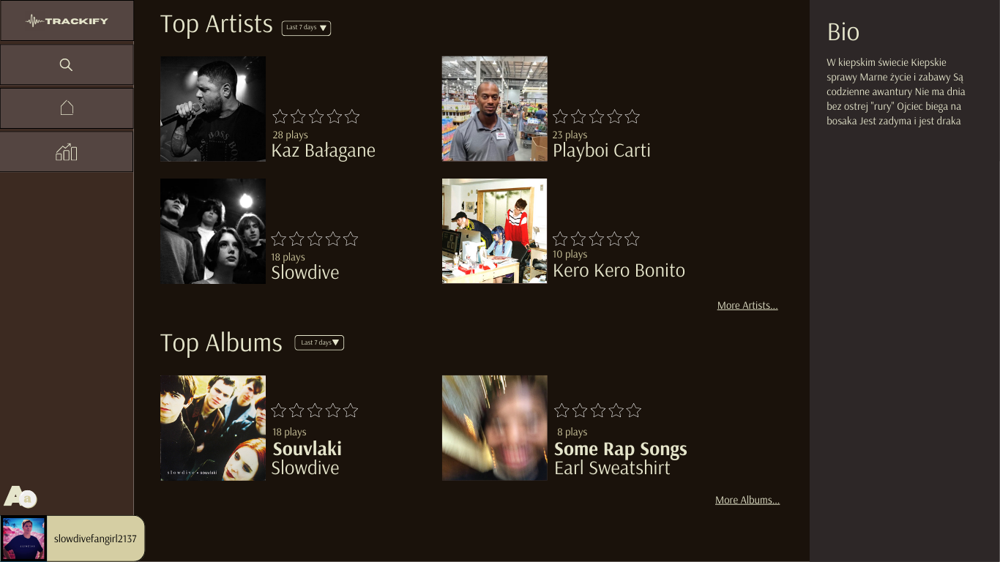 TRACKIFY
Top Artists
Last 7 days
BOSS
28 plays
Kaz Bałagane
23 plays
Playboi Carti
18 plays
Slowdive
10 plays
Kero Kero Bonito
More Artists...
Top Albums
Last 7 days
slowdive • souvlaki
18 plays
Souvlaki
Slowdive
8 plays
Some Rap Songs
Earl Sweatshirt
More Albums...
Aa
slowdive
slowdivefangirl2137
Bio
W kiepskim świecie Kiepskie
sprawy Marne życie i zabawy Są
codzienne awantury Nie ma dnia
bez ostrej "rury" Ojciec biega na
bosaka Jest zadyma i jest draka